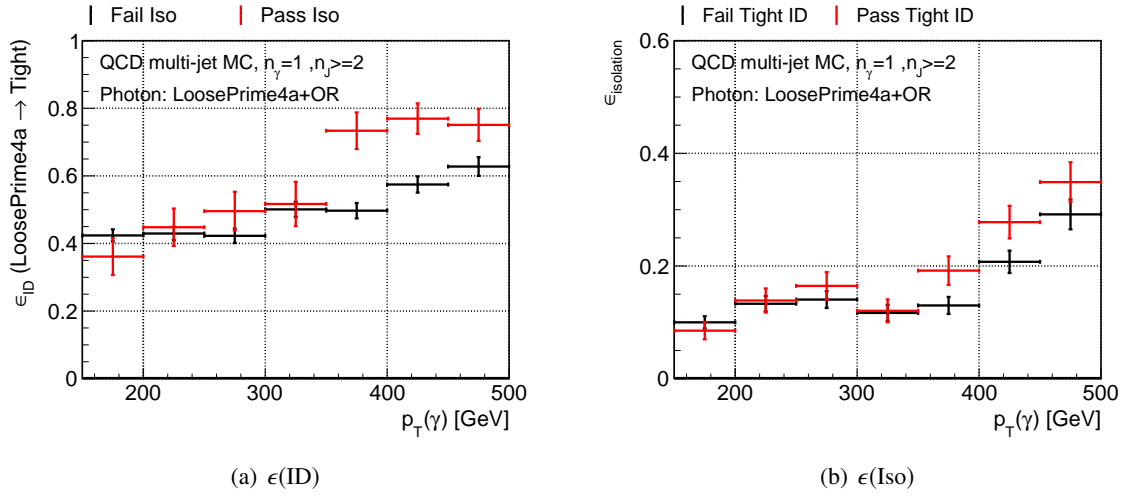 Fail Iso Pass Iso
QCD multi-jet MC, nγ=1 ,nJ>=2
Photon: LoosePrime4a+OR
ϵID (LoosePrime4a → Tight)
1
0.8
0.6
0.4
0.2
0
200 300 400 500
pT(γ) [GeV]
(a) ϵ(ID)
Fail Tight ID Pass Tight ID
QCD multi-jet MC, nγ=1 ,nJ>=2
Photon: LoosePrime4a+OR
ϵisolation
0.6
0.4
0.2
0
200 300 400 500
pT(γ) [GeV]
(b) ϵ(Iso)